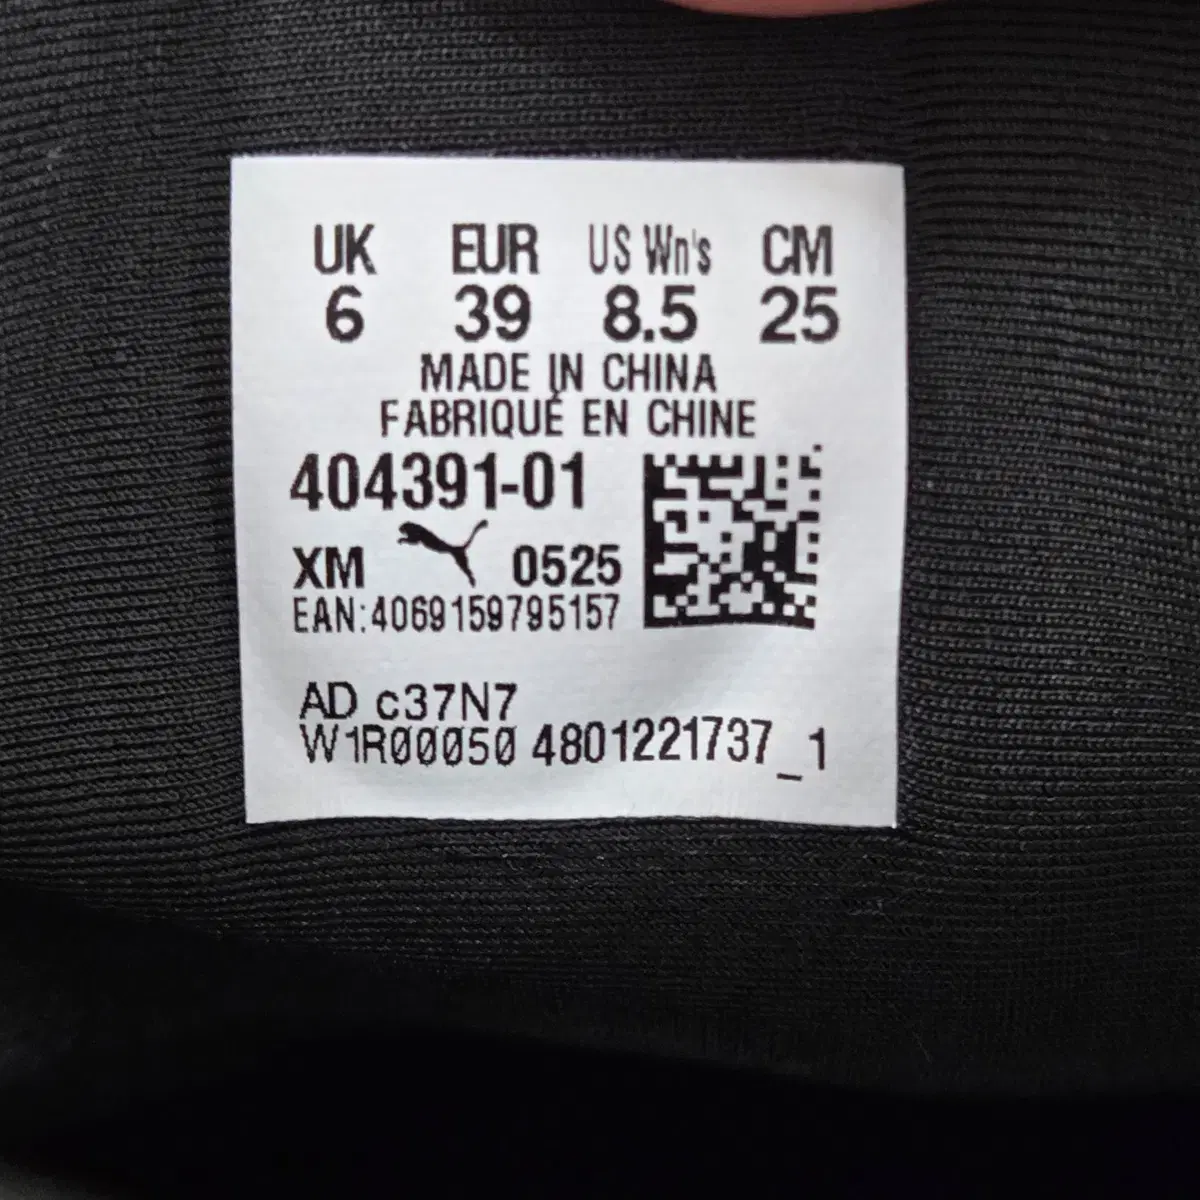 UK EUR US Wn's CM
6 39 8.5 25
MADE IN CHINA
FABRIQUÉ EN CHINE
404391-01
XM 0525
EAN:4069159795157
AD c37N7
W1R00050 4801221737_1